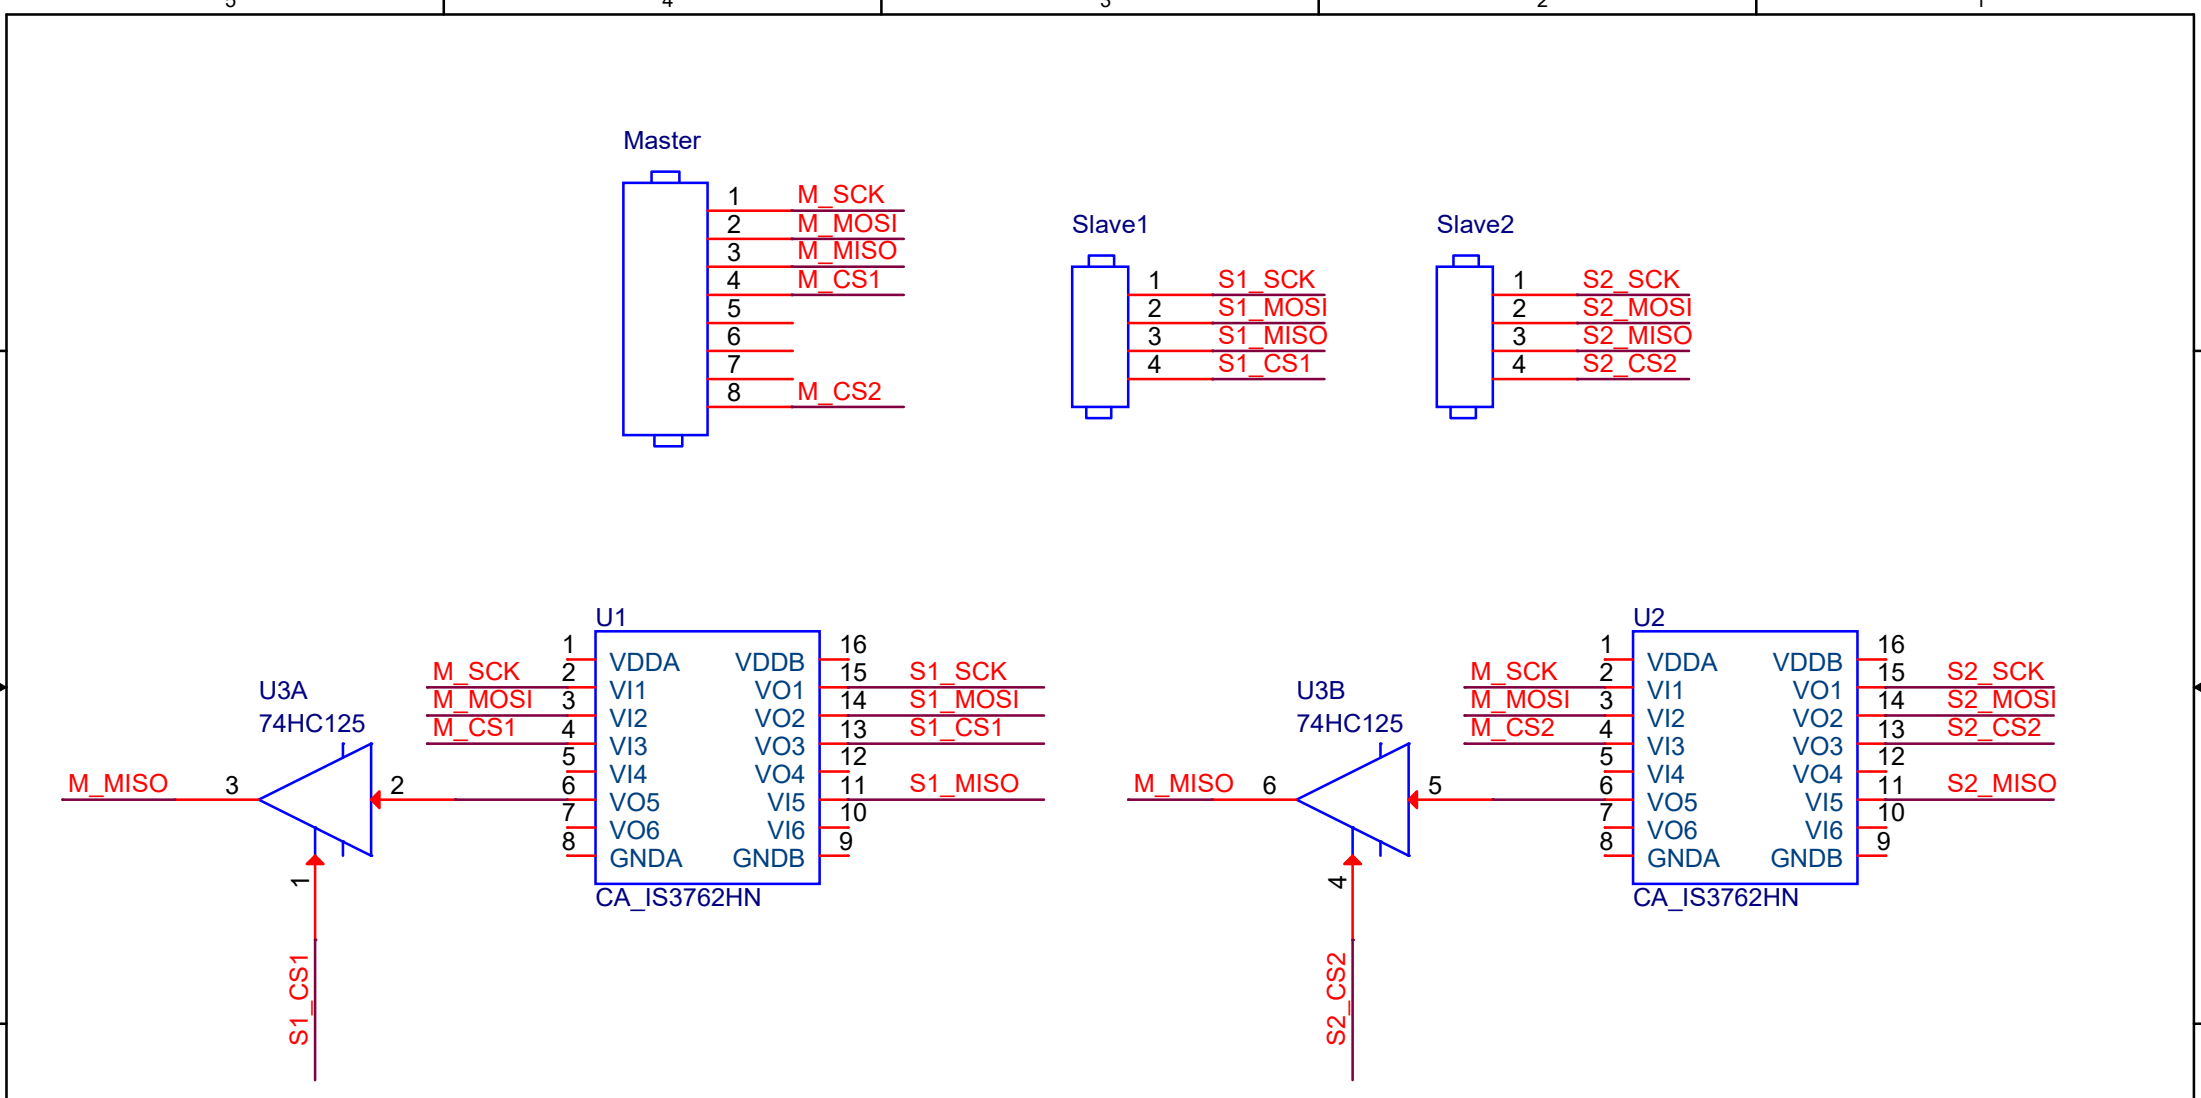 5 4 3 2 1
Master
1 M_SCK
2 M_MOSI
3 M_MISO
4 M_CS1
5
6
7
8 M_CS2
Slave1
1 S1_SCK
2 S1_MOSI
3 S1_MISO
4 S1_CS1
Slave2
1 S2_SCK
2 S2_MOSI
3 S2_MISO
4 S2_CS2
U3A
74HC125
M_MISO 3 2
1
S1_CS1
U1
1 VDDA VDDB 16
M_SCK 2 VI1 VO1 15 S1_SCK
M_MOSI 3 VI2 VO2 14 S1_MOSI
M_CS1 4 VI3 VO3 13 S1_CS1
5 VI4 VO4 12
6 VO5 VI5 11 S1_MISO
7 VO6 VI6 10
8 GNDA GNDB 9
CA_IS3762HN
U3B
74HC125
M_MISO 6 5
4
S2_CS2
U2
1 VDDA VDDB 16
M_SCK 2 VI1 VO1 15 S2_SCK
M_MOSI 3 VI2 VO2 14 S2_MOSI
M_CS2 4 VI3 VO3 13 S2_CS2
5 VI4 VO4 12
6 VO5 VI5 11 S2_MISO
7 VO6 VI6 10
8 GNDA GNDB 9
CA_IS3762HN